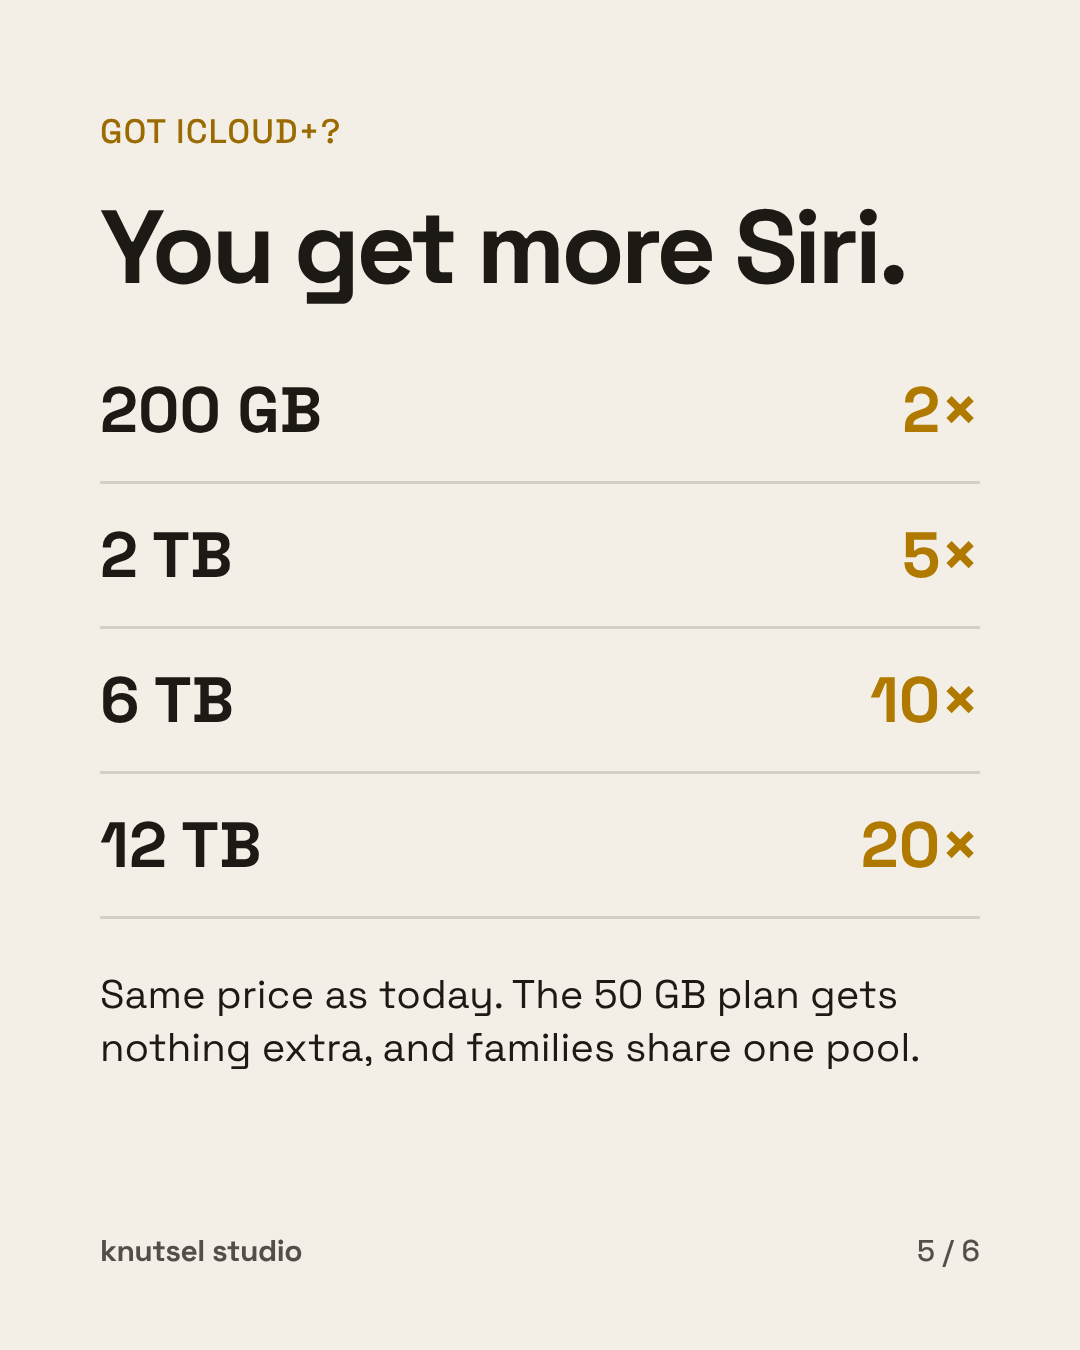 GOT ICLOUD+?
You get more Siri.
200 GB 2×
2 TB 5×
6 TB 10×
12 TB 20×
Same price as today. The 50 GB plan gets
nothing extra, and families share one pool.
knutsel studio 5 / 6